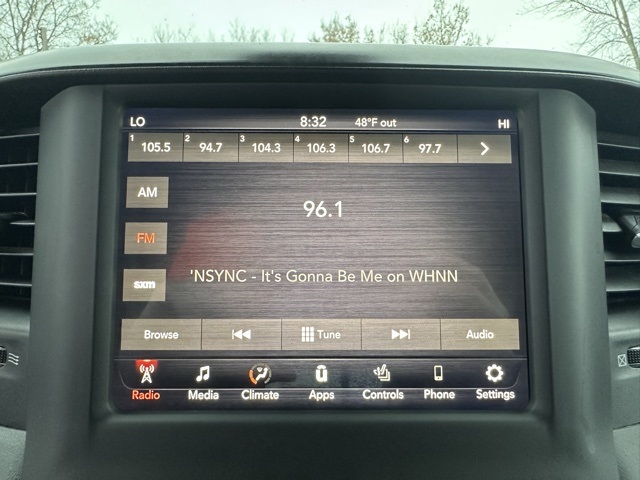 LO 8:32 48°F out HI
1 105.5 2 94.7 3 104.3 4 106.3 5 106.7 6 97.7
AM
96.1
FM
'NSYNC - It's Gonna Be Me on WHNN
sxm
Browse Tune Audio
Radio Media Climate Apps Controls Phone Settings